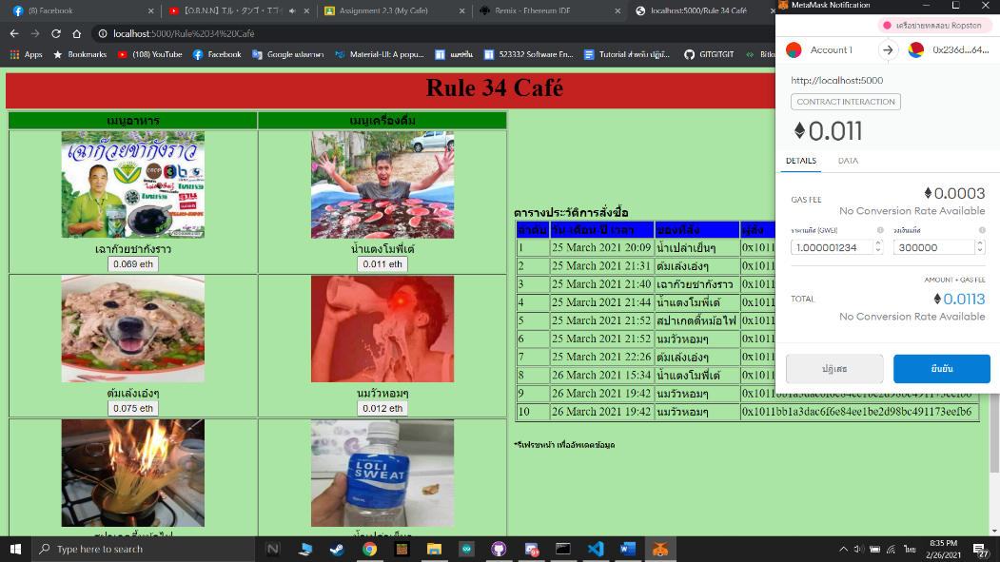 (8) Facebook
【O.B.N.N】エル・タンゴ・エゴイ
Assignment 2.3 (My Cafe)
Remix - Ethereum IDE
localhost:5000/Rule 34 Café
MetaMask Notification
localhost:5000/Rule%2034%20Café
Apps
Bookmarks
(108) YouTube
Facebook
Google แปลภาษา
Material-UI: A popu...
แมชชีน
523332 Software En...
Tutorial สำหรับ ปฏิบั...
GITGITGIT
เครือข่ายทดสอบ Ropsten
Account 1
0x236d...64...
http://localhost:5000
CONTRACT INTERACTION
0.011
DETAILS
DATA
GAS FEE
0.0003
No Conversion Rate Available
ราคาแก๊ส (GWEI)
วงเงินแก๊ส
1.000001234
300000
AMOUNT + GAS FEE
TOTAL
0.0113
No Conversion Rate Available
ปฏิเสธ
ยืนยัน
Rule 34 Café
เมนูอาหาร
เมนูเครื่องดื่ม
เฉาก๊วยชากังราว
เฉาก๊วยชากังราว
0.069 eth
น้ำแตงโมพี่เต้
0.011 eth
ต้มเล้งเอ๋งๆ
0.075 eth
นมวัวหอมๆ
0.012 eth
LOLI
SWEAT
สปาเกตตี้หม้อไฟ
น้ำเปล่าเย็นๆ
ตารางประวัติการสั่งซื้อ
ลำดับ วัน เดือน ปี เวลา ของที่สั่ง ผู้สั่ง
1 25 March 2021 20:09 น้ำเปล่าเย็นๆ 0x1011
2 25 March 2021 21:31 ต้มเล้งเอ๋งๆ 0x1011
3 25 March 2021 21:40 เฉาก๊วยชากังราว 0x1011
4 25 March 2021 21:44 น้ำแตงโมพี่เต้ 0x1011
5 25 March 2021 21:52 สปาเกตตี้หม้อไฟ 0x1011
6 25 March 2021 21:52 นมวัวหอมๆ 0x1011
7 25 March 2021 22:26 ต้มเล้งเอ๋งๆ 0x1011
8 26 March 2021 15:34 น้ำแตงโมพี่เต้ 0x1011
9 26 March 2021 19:42 นมวัวหอมๆ 0x1011bb1a3dac6f6e84ee1be2d98bc491173eefb6
10 26 March 2021 19:42 นมวัวหอมๆ 0x1011bb1a3dac6f6e84ee1be2d98bc491173eefb6
*รีเฟรชหน้า เพื่ออัพเดตข้อมูล
Type here to search
ไทย
8:35 PM
2/26/2021
27